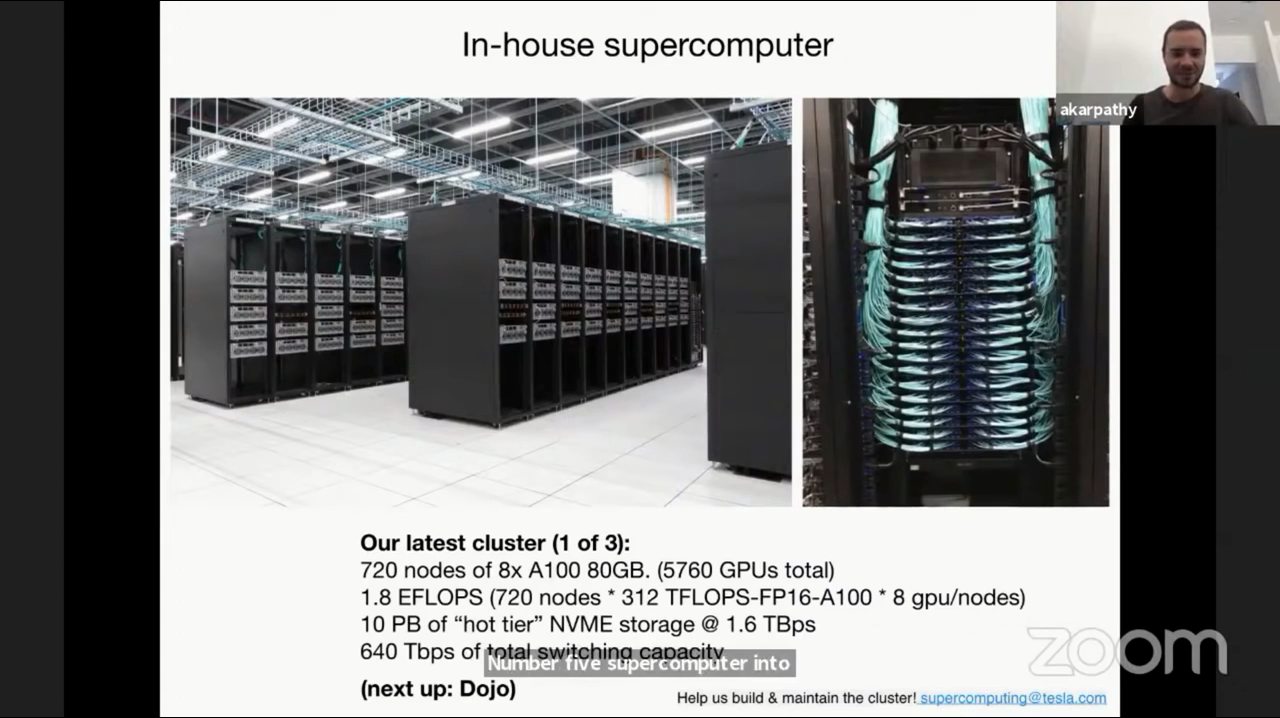 In-house supercomputer
akarpathy
Our latest cluster (1 of 3):
720 nodes of 8x A100 80GB. (5760 GPUs total)
1.8 EFLOPS (720 nodes * 312 TFLOPS-FP16-A100 * 8 gpu/nodes)
10 PB of “hot tier” NVME storage @ 1.6 TBps
640 Tbps of total switching capacity
Number five supercomputer into
(next up: Dojo)
Help us build & maintain the cluster! supercomputing@tesla.com
zoom